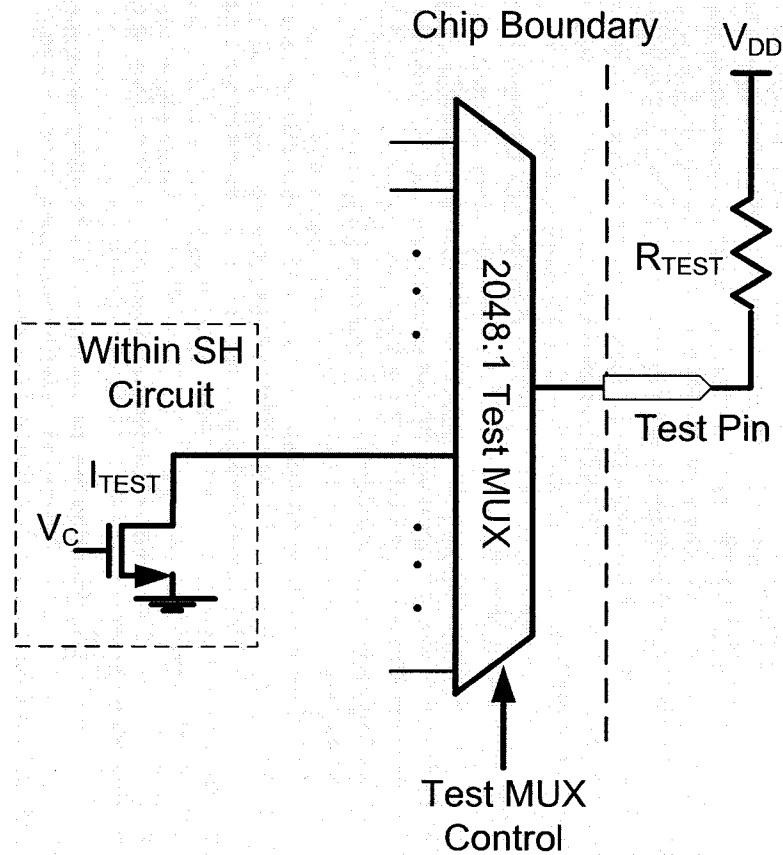 Chip Boundary
VDD
RTEST
2048:1 Test MUX
Within SH
Circuit
Test Pin
ITEST
VC
Test MUX
Control